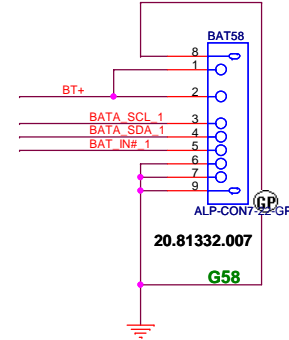 BAT58
8
1
BT+
2
BATA_SCL_1
3
BATA_SDA_1
4
BAT_IN#_1
5
6
7
9
GP
ALP-CON7-22-GP
20.81332.007
G58